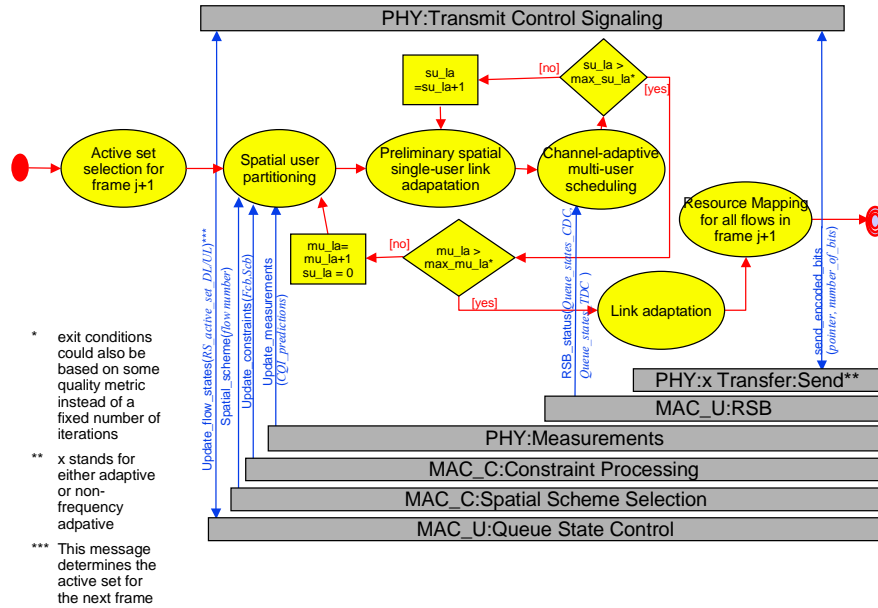 PHY:Transmit Control Signaling
su_la
=su_la+1
[no]
su_la >
max_su_la*
[yes]
Active set
selection for
frame j+1
Spatial user
partitioning
Preliminary spatial
single-user link
adapatation
Channel-adaptive
multi-user
scheduling
Resource Mapping
for all flows in
frame j+1
mu_la=
mu_la+1
su_la = 0
[no]
mu_la >
max_mu_la*
[yes]
Link adaptation
Update_flow_states(RS_active_set_DL/UL)***
Spatial_scheme(flow number)
Update_constraints(Fcb.Scb)
Update_measurements
(CQI_predictions)
RSB_status(Queue_states_CDC,
Queue_states_TDC )
send_encoded_bits
(pointer, number_of_bits)
PHY:x Transfer:Send**
MAC_U:RSB
PHY:Measurements
MAC_C:Constraint Processing
MAC_C:Spatial Scheme Selection
MAC_U:Queue State Control
* exit conditions
could also be
based on some
quality metric
instead of a
fixed number of
iterations
** x stands for
either adaptive
or non-
frequency
adpative
*** This message
determines the
active set for
the next frame